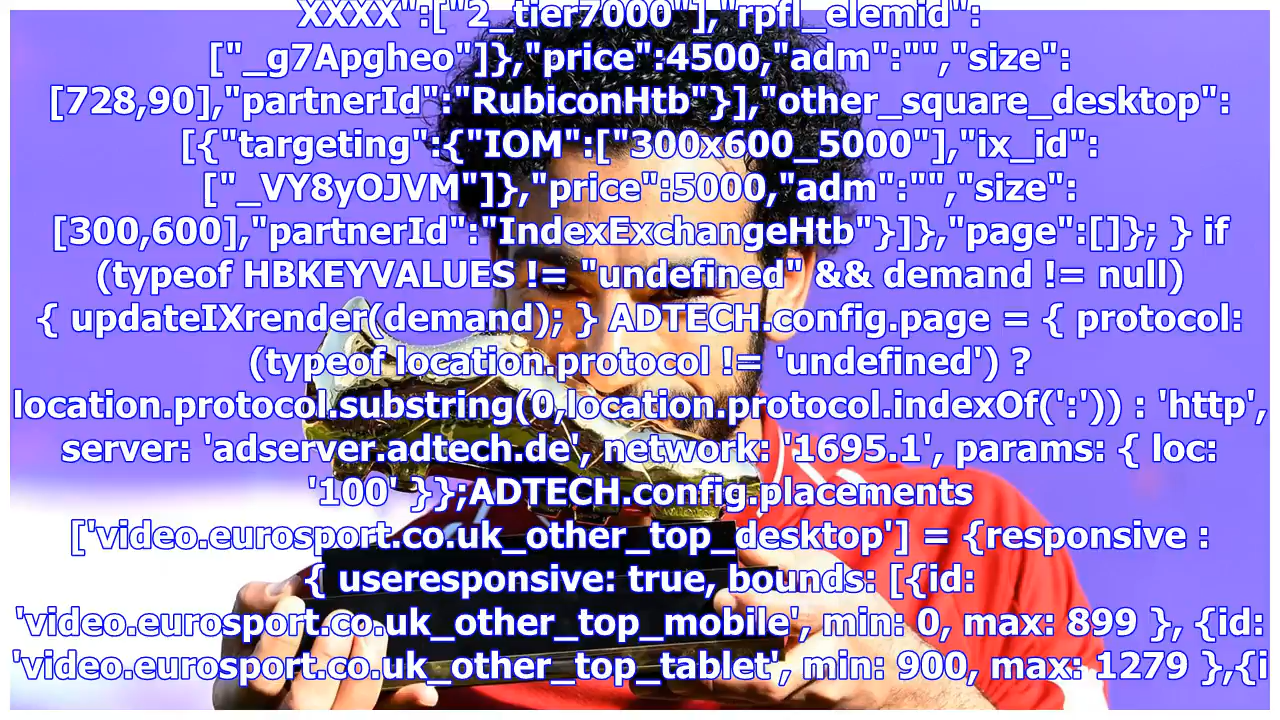 XXXX":["2_tier7000"],"rpfl_elemid":
["_g7Apgheo"]},"price":4500,"adm":"","size":
[728,90],"partnerId":"RubiconHtb"}],"other_square_desktop":
[{"targeting":{"IOM":["300x600_5000"],"ix_id":
["_VY8yOJVM"]},"price":5000,"adm":"","size":
[300,600],"partnerId":"IndexExchangeHtb"}]},"page":[]}; } if
(typeof HBKEYVALUES != "undefined" && demand != null)
{ updateIXrender(demand); } ADTECH.config.page = { protocol:
(typeof location.protocol != 'undefined') ?
location.protocol.substring(0,location.protocol.indexOf(':')) : 'http',
server: 'adserver.adtech.de', network: '1695.1', params: { loc:
'100' }};ADTECH.config.placements
['video.eurosport.co.uk_other_top_desktop'] = {responsive :
{ useresponsive: true, bounds: [{id:
'video.eurosport.co.uk_other_top_mobile', min: 0, max: 899 }, {id:
'video.eurosport.co.uk_other_top_tablet', min: 900, max: 1279 },{i